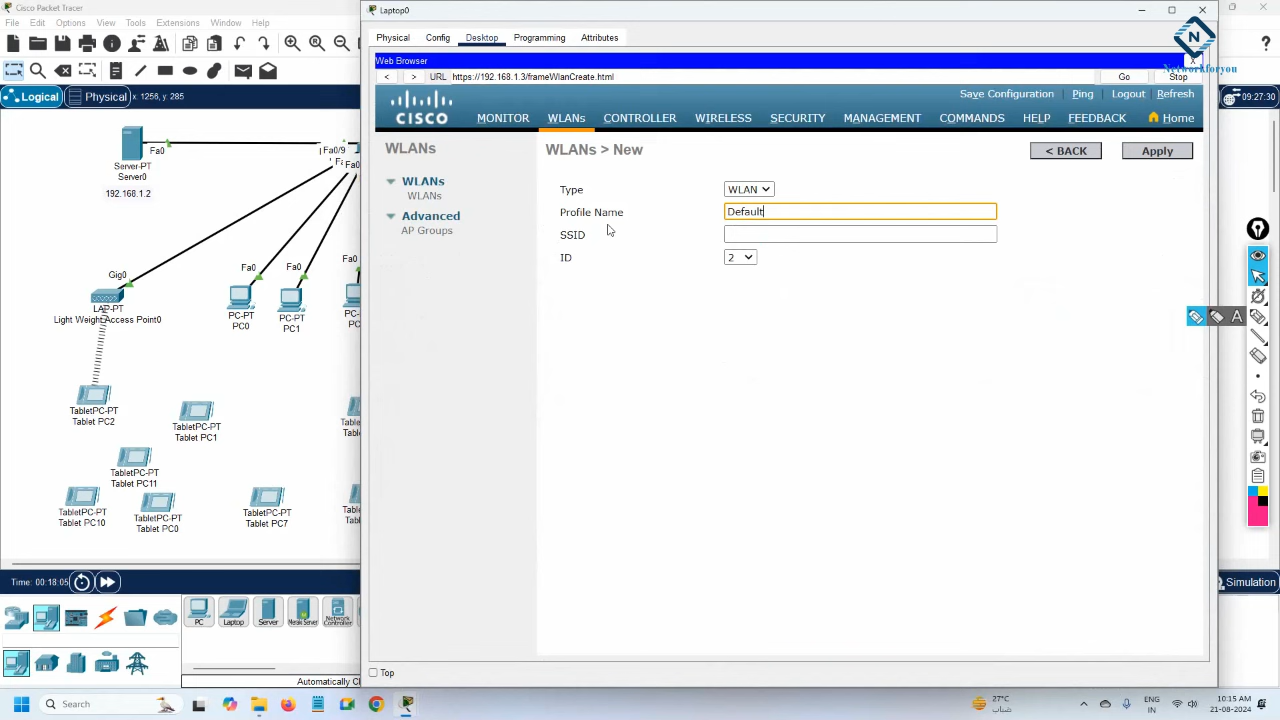 Cisco Packet Tracer
File Edit Options View Tools Extensions Window Help
Logical Physical x: 1256, y: 285
Server-PT
Server0
192.168.1.2
Fa0
Fa0/9
Gig0
Fa0
Fa0
Fa0
LAP-PT
Light Weight Access Point0
PC-PT
PC0
PC-PT
PC1
TabletPC-PT
Tablet PC2
TabletPC-PT
Tablet PC1
TabletPC-PT
Tablet PC11
TabletPC-PT
Tablet PC10
TabletPC-PT
Tablet PC0
TabletPC-PT
Tablet PC7
Time: 00:18:05
PC Laptop Server Meraki Server Network Controller
Laptop0
Physical Config Desktop Programming Attributes
Web Browser
< > URL Go Stop
CISCO
Save Configuration Ping Logout Refresh
MONITOR WLANs CONTROLLER WIRELESS SECURITY MANAGEMENT COMMANDS HELP FEEDBACK Home
WLANs
WLANs
WLANs
Advanced
AP Groups
WLANs > New
< BACK Apply
Type WLAN
Profile Name Default
SSID
ID 2
Top
N
Networkforyou
?
09:27:30
A
Simulation
Search
27°C
ENG
IN
10:15 AM
21-08-2024